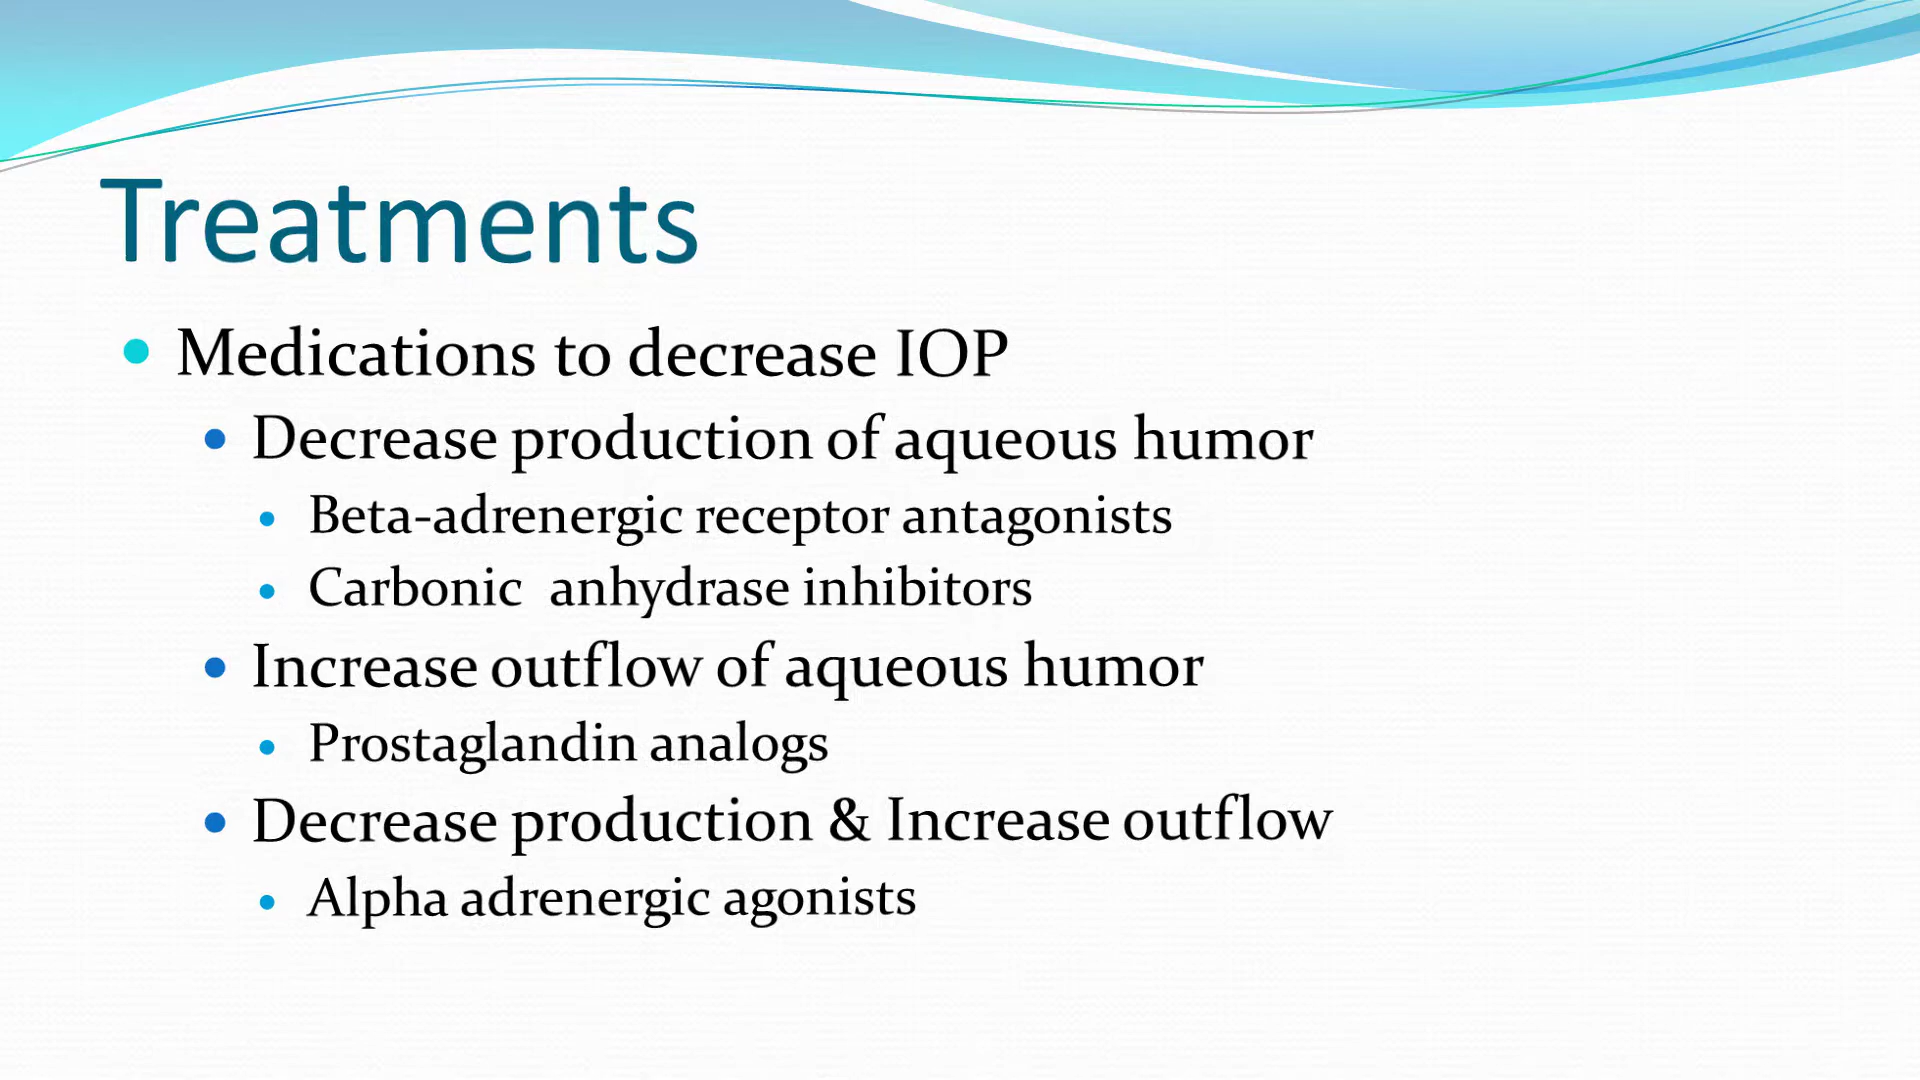 Treatments
Medications to decrease IOP
Decrease production of aqueous humor
Beta-adrenergic receptor antagonists
Carbonic  anhydrase inhibitors
Increase outflow of aqueous humor
Prostaglandin analogs
Decrease production & Increase outflow
Alpha adrenergic agonists